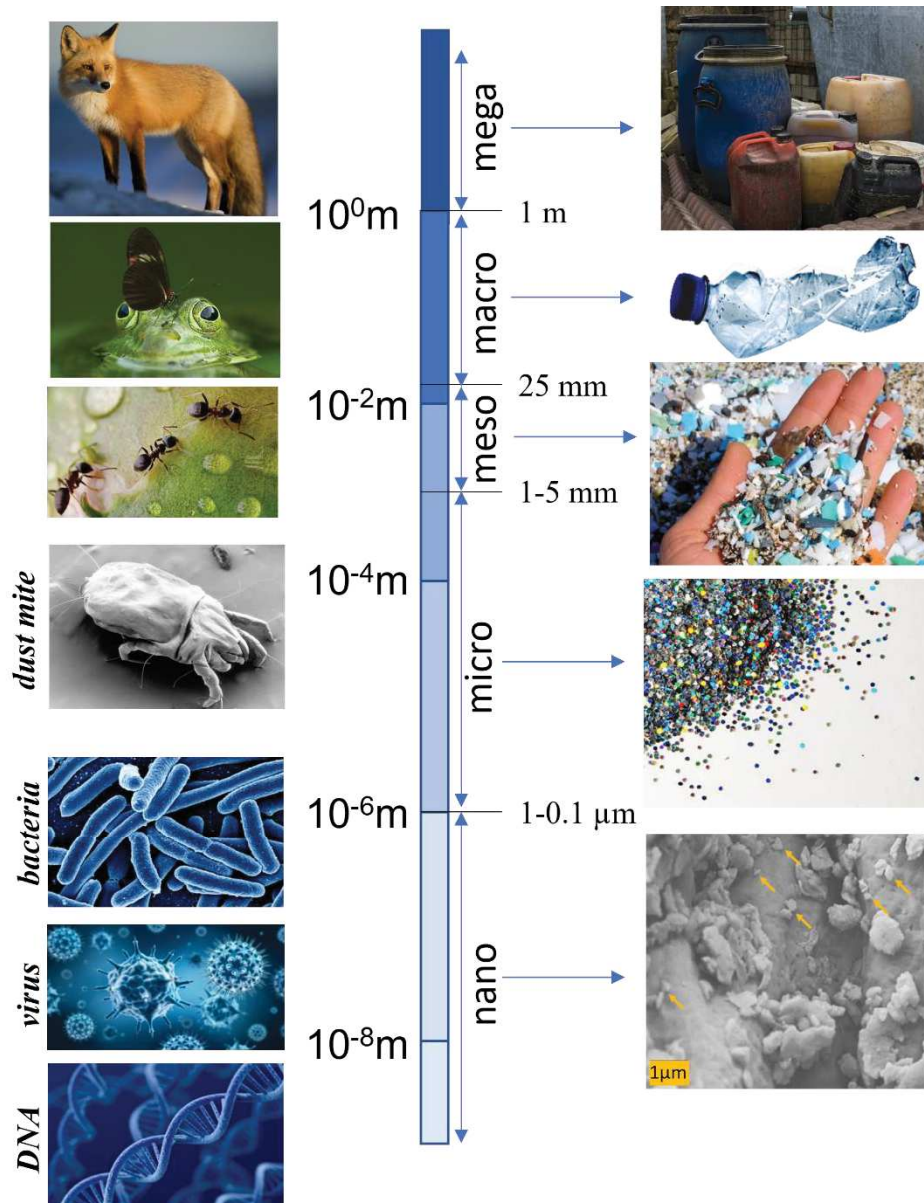 mega
10⁰m
1 m
macro
25 mm
10⁻²m
meso
1-5 mm
10⁻⁴m
dust mite
micro
bacteria
10⁻⁶m
1-0.1 µm
virus
nano
10⁻⁸m
1µm
DNA